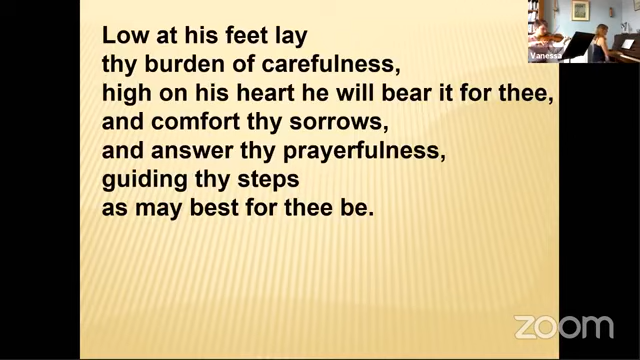 Low at his feet lay
thy burden of carefulness,
high on his heart he will bear it for thee,
and comfort thy sorrows,
and answer thy prayerfulness,
guiding thy steps
as may best for thee be.
Vanessa
zoom